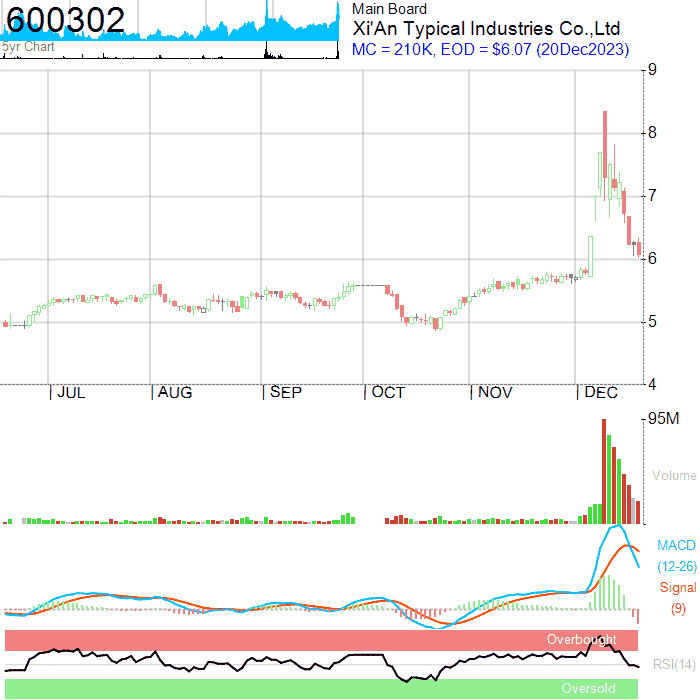 600302
5yr Chart
Main Board
Xi'An Typical Industries Co.,Ltd
MC = 210K, EOD = $6.07 (20Dec2023)
9
8
7
6
5
4
JUL AUG SEP OCT NOV DEC
95M
Volume
MACD
(12-26)
Signal
(9)
Overbought
RSI(14)
Oversold